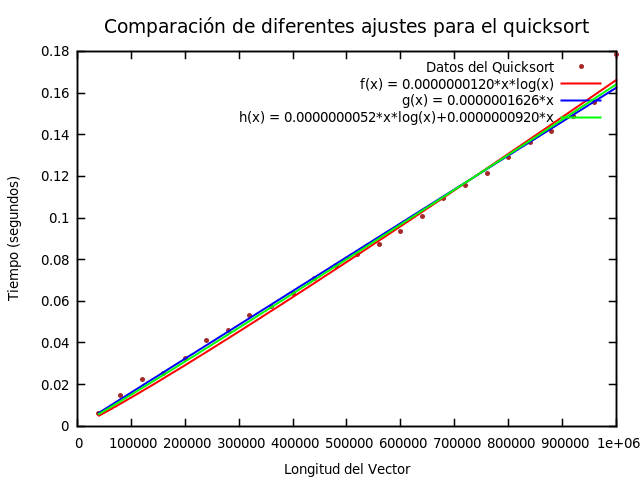 Comparación de diferentes ajustes para el quicksort
0.18
0.16
0.14
0.12
0.1
0.08
0.06
0.04
0.02
0
Tiempo (segundos)
Datos del Quicksort
f(x) = 0.0000000120*x*log(x)
g(x) = 0.0000001626*x
h(x) = 0.0000000052*x*log(x)+0.0000000920*x
0 100000 200000 300000 400000 500000 600000 700000 800000 900000 1e+06
Longitud del Vector